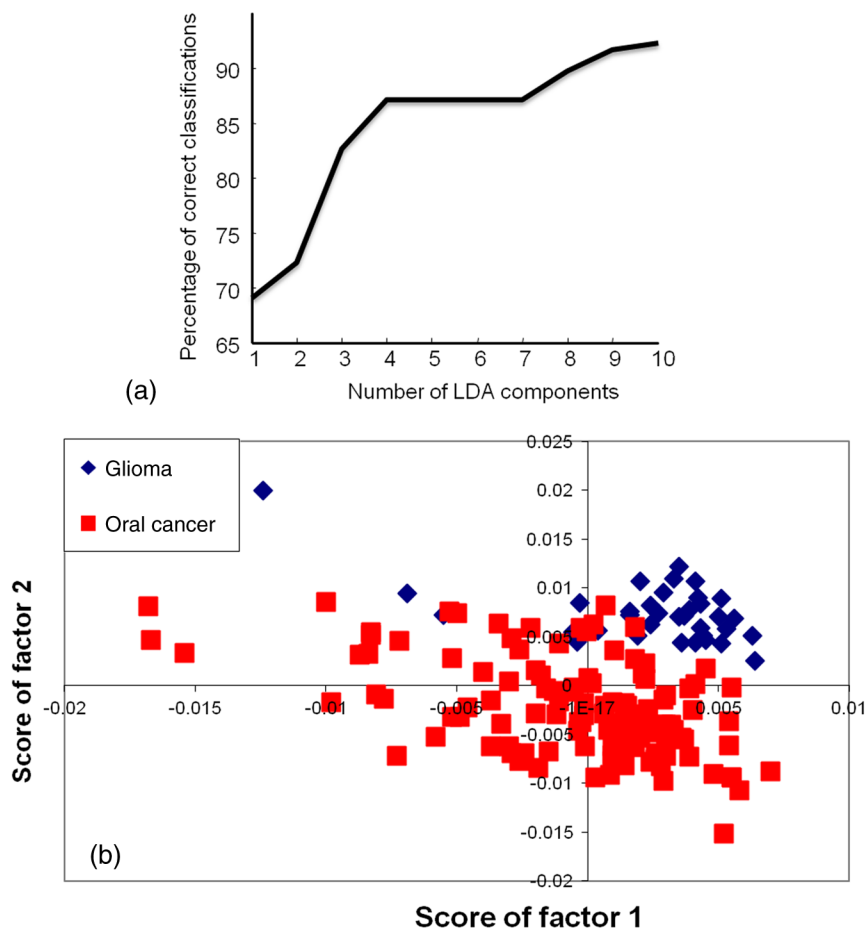 Percentage of correct classifications
90
85
80
75
70
65
1 2 3 4 5 6 7 8 9 10
Number of LDA components
(a)
Glioma
Oral cancer
Score of factor 2
0.025
0.02
0.015
0.01
0.005
0
-0.02 -0.015 -0.01 -0.005 -1E-17 0.005 0.01
-0.005
-0.01
-0.015
-0.02
(b)
Score of factor 1